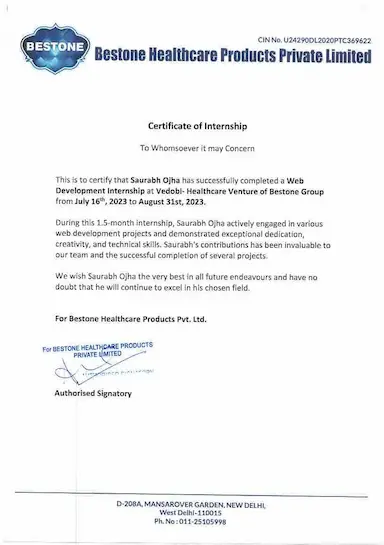 CIN No. U24290DL2020PTC369622
BESTONE
Bestone Healthcare Products Private Limited
Certificate of Internship
To Whomsoever it may Concern
This is to certify that Saurabh Ojha has successfully completed a Web
Development Internship at Vedobi- Healthcare Venture of Bestone Group
from July 16th, 2023 to August 31st, 2023.
During this 1.5-month internship, Saurabh Ojha actively engaged in various
web development projects and demonstrated exceptional dedication,
creativity, and technical skills. Saurabh's contributions has been invaluable to
our team and the successful completion of several projects.
We wish Saurabh Ojha the very best in all future endeavours and have no
doubt that he will continue to excel in his chosen field.
For Bestone Healthcare Products Pvt. Ltd.
For BESTONE HEALTHCARE PRODUCTS
PRIVATE LIMITED
Authorised Signatory
D-208A, MANSAROVER GARDEN, NEW DELHI,
West Delhi-110015
Ph. No : 011-25105998